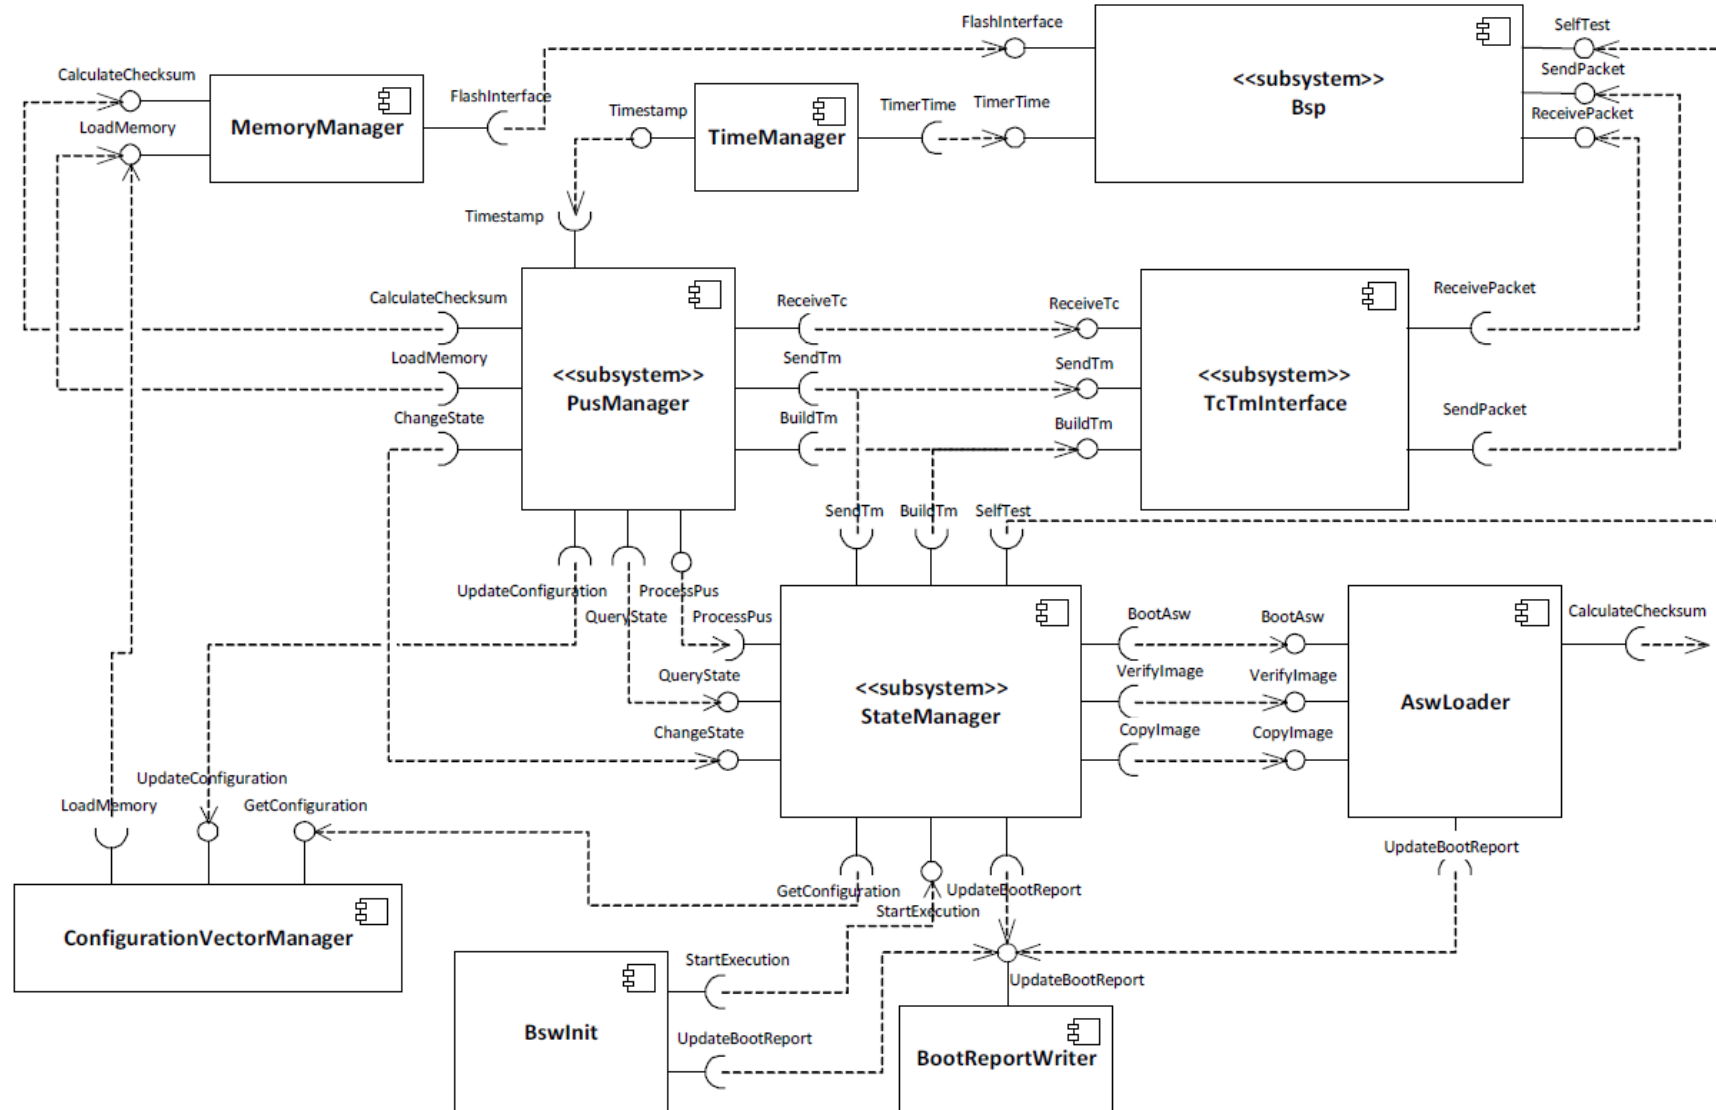 FlashInterface
SelfTest
CalculateChecksum
SendPacket
<<subsystem>>
Bsp
FlashInterface
Timestamp
TimerTime
TimerTime
ReceivePacket
LoadMemory
MemoryManager
TimeManager
Timestamp
CalculateChecksum
ReceiveTc
ReceiveTc
ReceivePacket
LoadMemory
SendTm
SendTm
<<subsystem>>
PusManager
<<subsystem>>
TcTmInterface
ChangeState
BuildTm
BuildTm
SendPacket
SendTm
BuildTm
SelfTest
UpdateConfiguration
ProcessPus
QueryState
ProcessPus
BootAsw
BootAsw
CalculateChecksum
QueryState
VerifyImage
VerifyImage
<<subsystem>>
StateManager
AswLoader
ChangeState
CopyImage
CopyImage
UpdateConfiguration
LoadMemory
GetConfiguration
UpdateBootReport
GetConfiguration
UpdateBootReport
StartExecution
ConfigurationVectorManager
StartExecution
UpdateBootReport
BswInit
UpdateBootReport
BootReportWriter